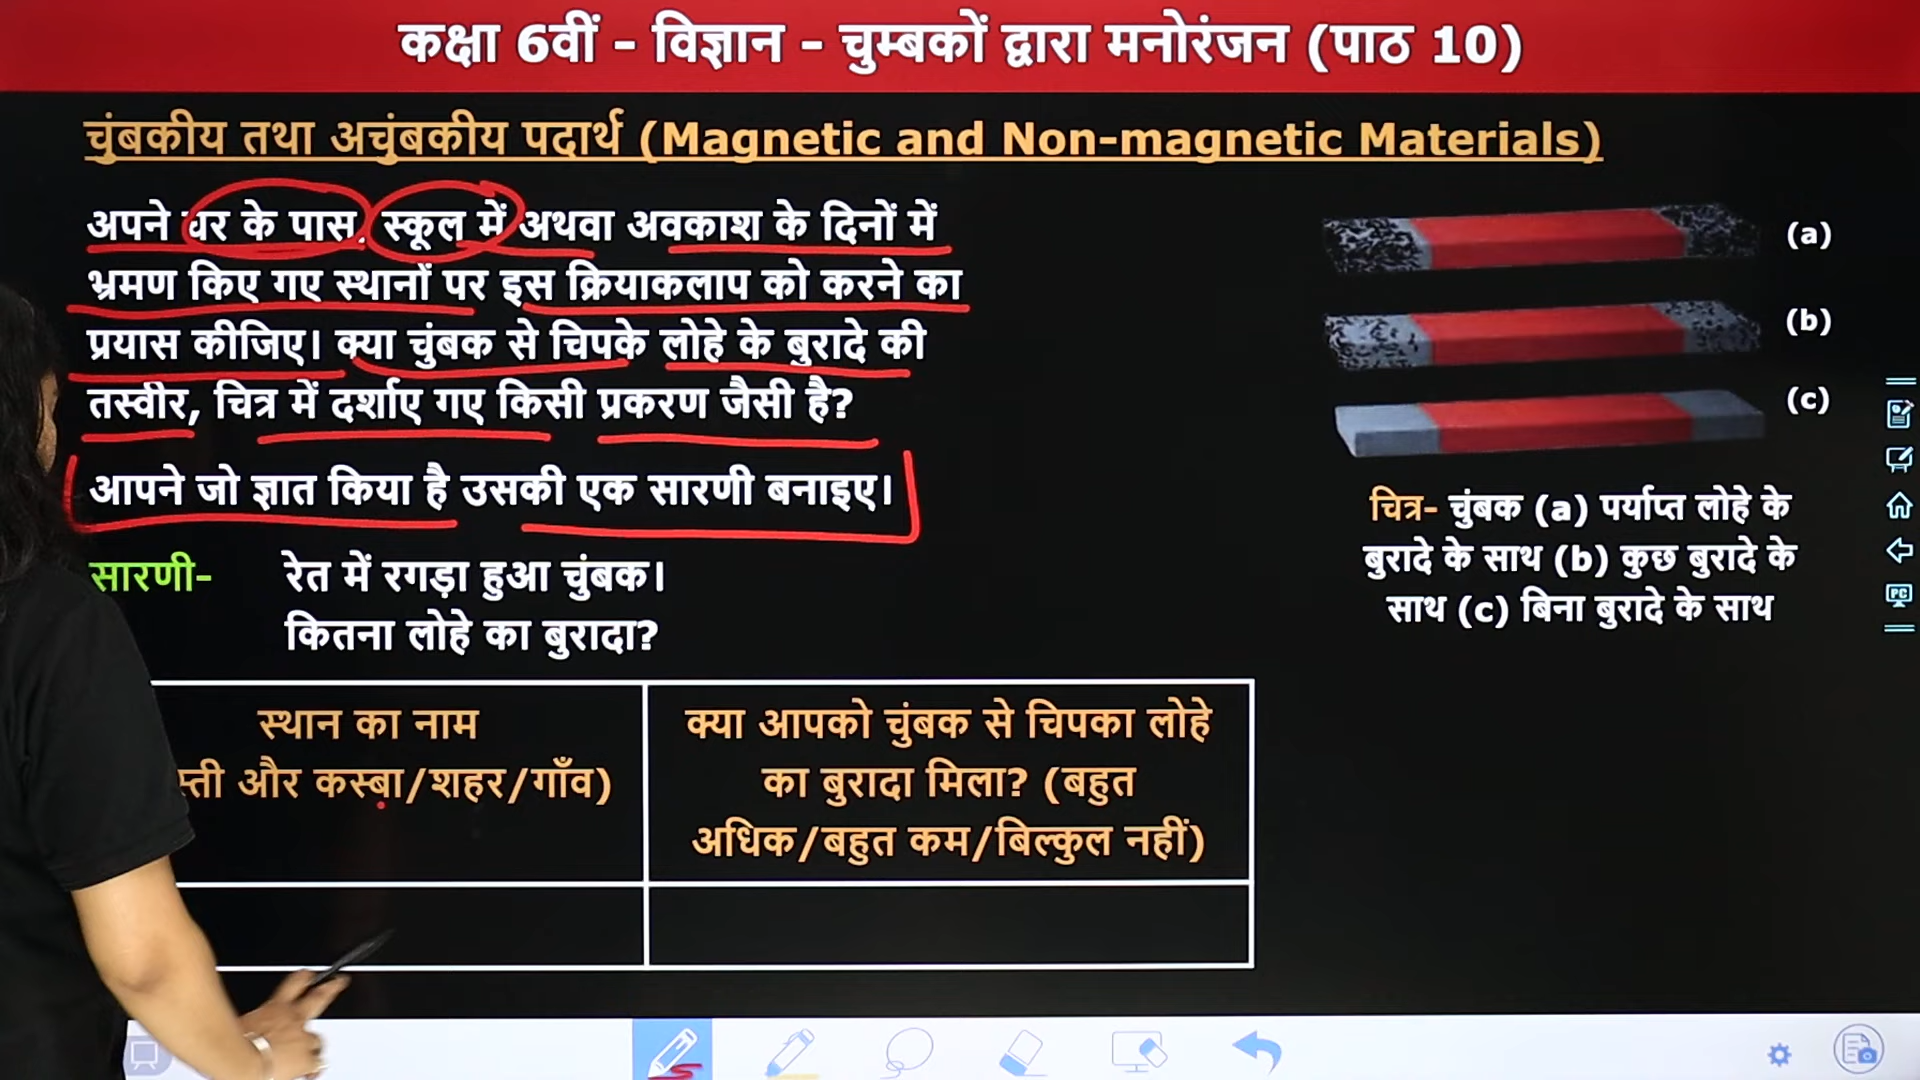 कक्षा 6वीं - विज्ञान - चुम्बकों द्वारा मनोरंजन (पाठ 10)
चुंबकीय तथा अचुंबकीय पदार्थ (Magnetic and Non-magnetic Materials)
अपने घर के पास, स्कूल में अथवा अवकाश के दिनों में
भ्रमण किए गए स्थानों पर इस क्रियाकलाप को करने का
प्रयास कीजिए। क्या चुंबक से चिपके लोहे के बुरादे की
तस्वीर, चित्र में दर्शाए गए किसी प्रकरण जैसी है?
आपने जो ज्ञात किया है उसकी एक सारणी बनाइए।
सारणी- रेत में रगड़ा हुआ चुंबक।
कितना लोहे का बुरादा?
स्थान का नाम
और कस्बा/शहर/गाँव)
क्या आपको चुंबक से चिपका लोहे
का बुरादा मिला? (बहुत
अधिक/बहुत कम/बिल्कुल नहीं)
(a)
(b)
(c)
चित्र- चुंबक (a) पर्याप्त लोहे के
बुरादे के साथ (b) कुछ बुरादे के
साथ (c) बिना बुरादे के साथ
PC